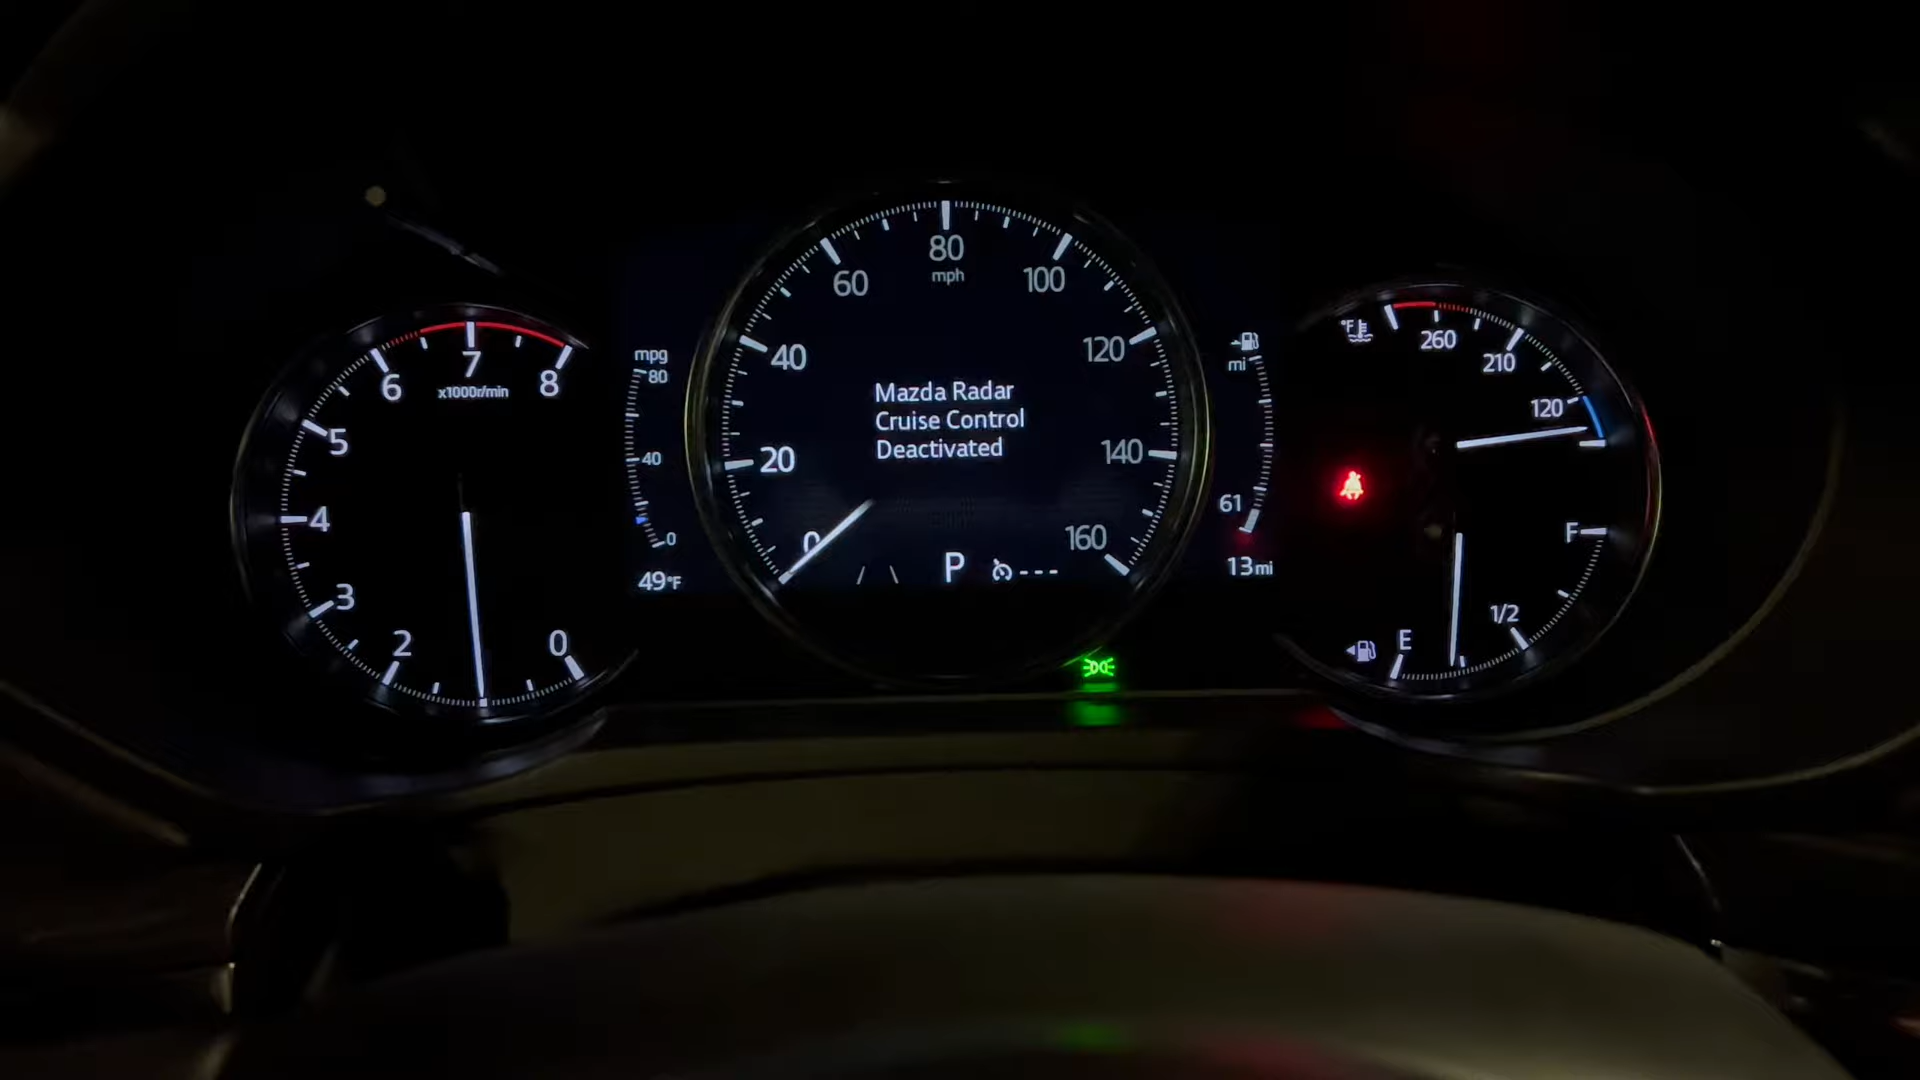 8
7
x1000r/min
6
5
4
3
2
0
mpg
80
40
0
49°F
80
mph
60
100
40
120
Mazda Radar
Cruise Control
Deactivated
20
140
0
160
P
---
mi
61
13mi
°F
260
210
120
F
1/2
E